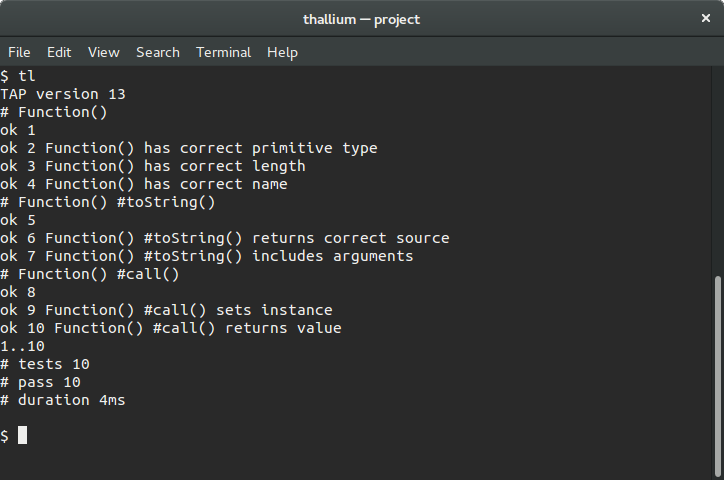 thallium — project ×
File Edit View Search Terminal Help
$ tl
TAP version 13
# Function()
ok 1
ok 2 Function() has correct primitive type
ok 3 Function() has correct length
ok 4 Function() has correct name
# Function() #toString()
ok 5
ok 6 Function() #toString() returns correct source
ok 7 Function() #toString() includes arguments
# Function() #call()
ok 8
ok 9 Function() #call() sets instance
ok 10 Function() #call() returns value
1..10
# tests 10
# pass 10
# duration 4ms
$